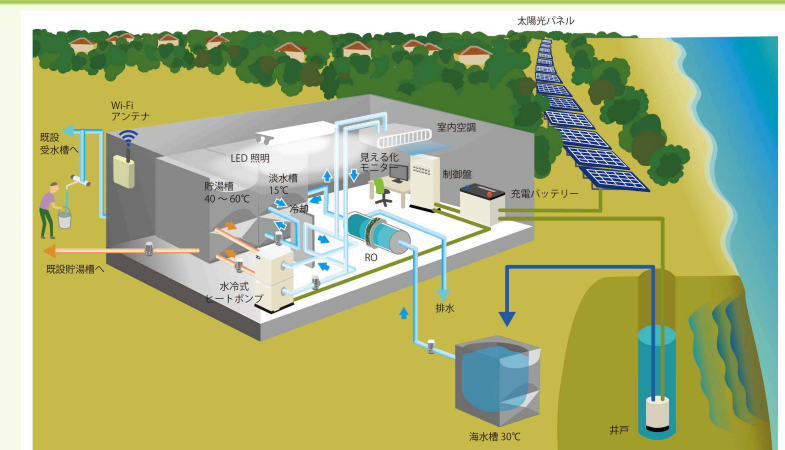 太陽光パネル
Wi-Fi
アンテナ
既設
受水槽へ
LED 照明
室内空調
見える化
モニター
制御盤
充電バッテリー
貯湯槽
40 〜 60℃
淡水槽
15℃
冷却
RO
既設貯湯槽へ
水冷式
ヒートポンプ
排水
海水槽 30℃
井戸